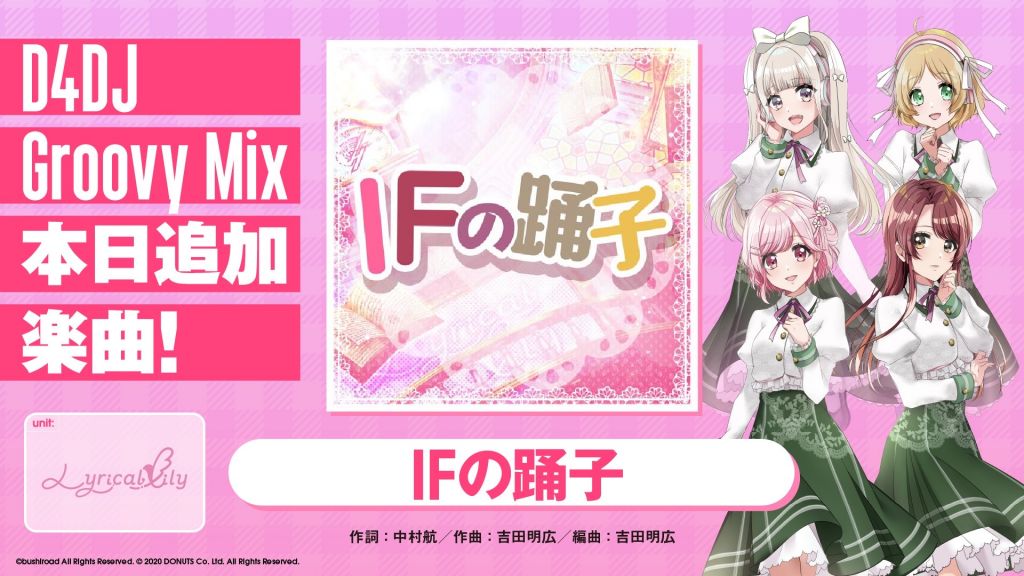 D4DJ
Groovy Mix
本日追加
楽曲!
IFの踊子
unit:
Lyrical Lily
IFの踊子
作詞：中村航／作曲：吉田明広／編曲：吉田明広
©bushiroad All Rights Reserved. © 2020 DONUTS Co. Ltd. All Rights Reserved.